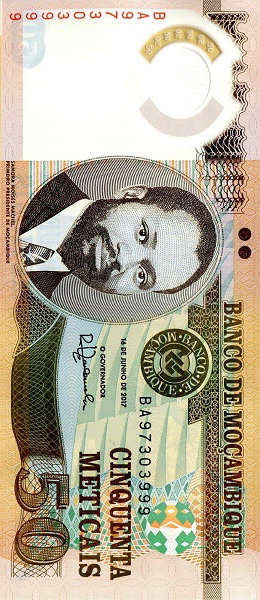 BANCO DE MOÇAMBIQUE
BA97303999
BANCO DE
MOÇAMBIQUE
BA97303999
16 DE JUNHO DE 2017
O GOVERNADOR
CINQUENTA
METICAIS
50
SAMORA MOISÉS MACHEL
PRIMEIRO PRESIDENTE DE MOÇAMBIQUE